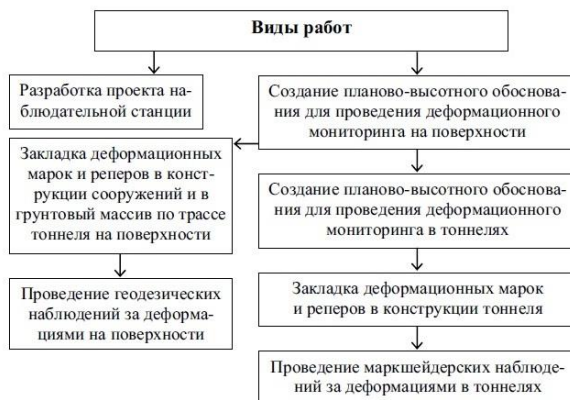 Виды работ
Разработка проекта на-
блюдательной станции
Создание планово-высотного обоснова-
ния для проведения деформационного
мониторинга на поверхности
Закладка деформационных
марок и реперов в конст-
рукции сооружений и в
грунтовый массив по трассе
тоннеля на поверхности
Создание планово-высотного обоснова-
ния для проведения деформационного
мониторинга в тоннелях
Проведение геодезических
наблюдений за деформа-
циями на поверхности
Закладка деформационных марок
и реперов в конструкции тоннеля
Проведение маркшейдерских наблюде-
ний за деформациями в тоннелях